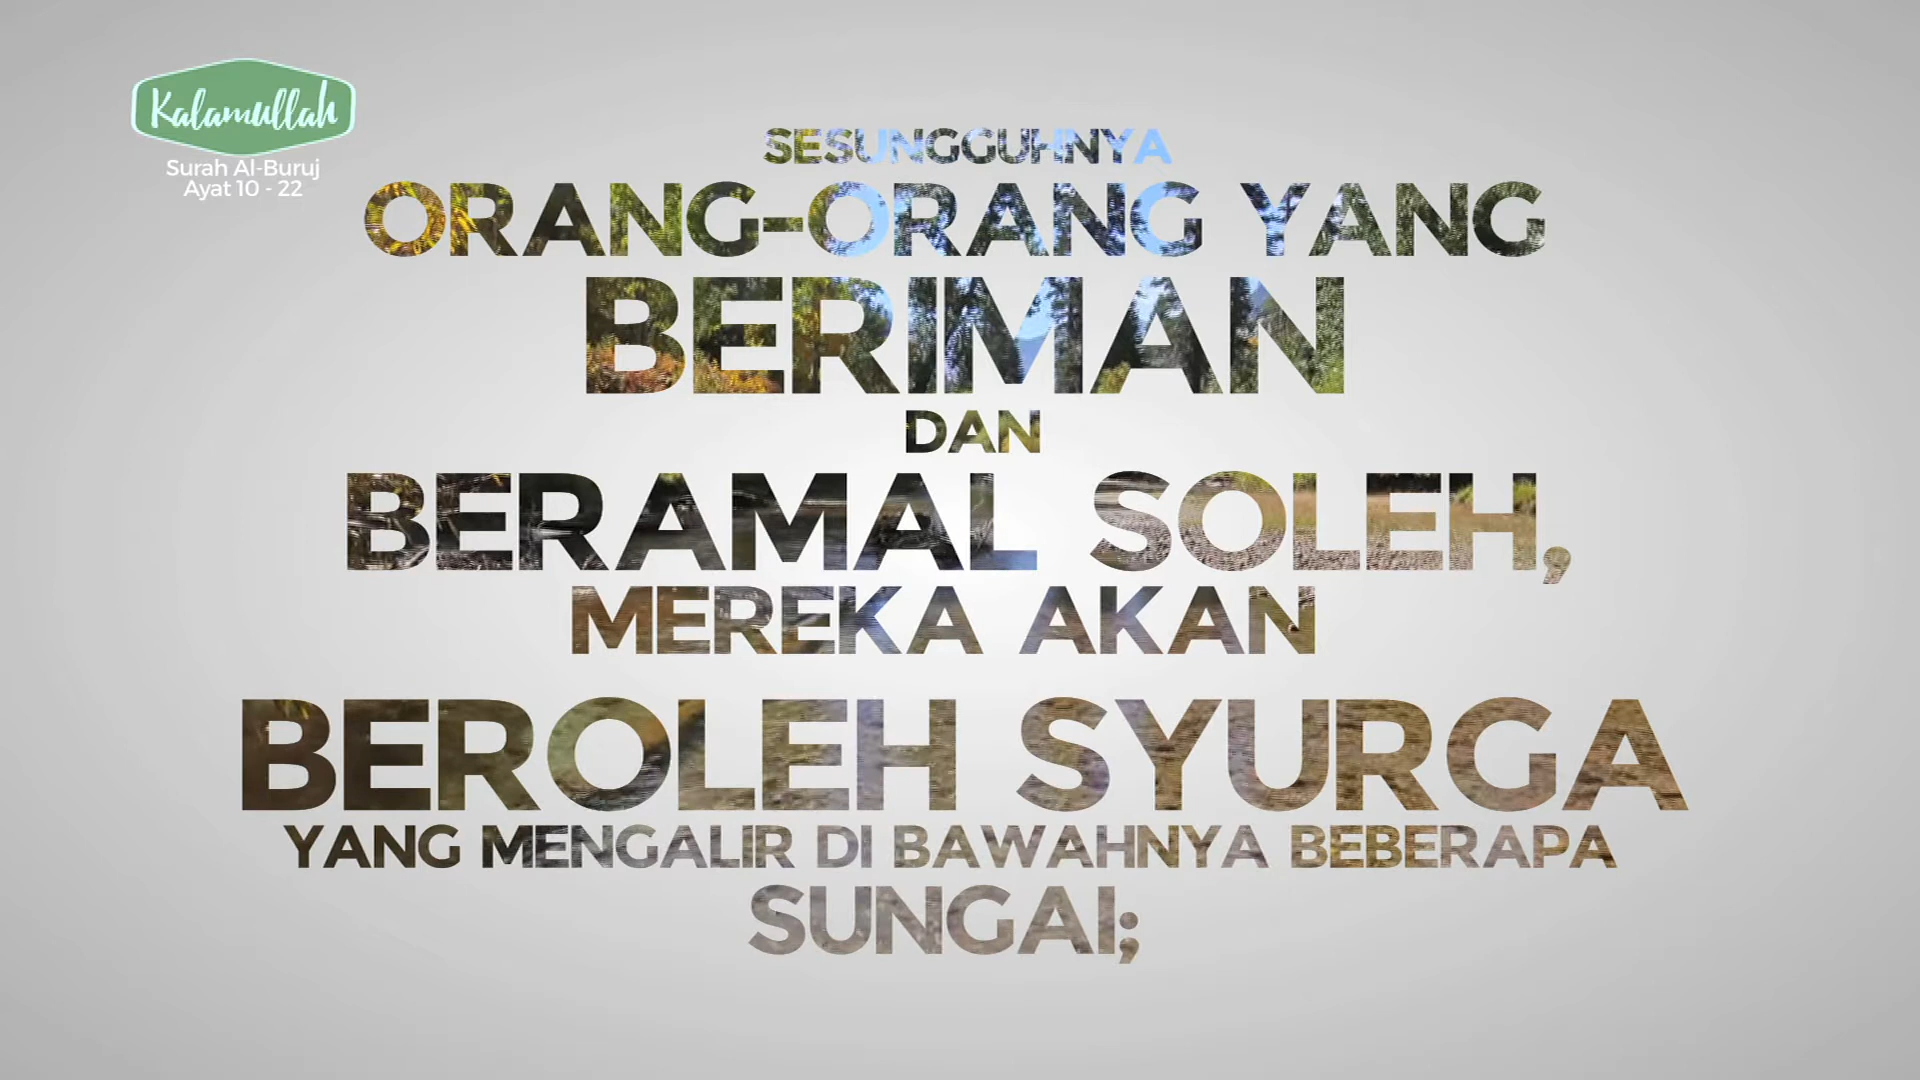 Kalamullah
Surah Al-Buruj
Ayat 10 - 22
SESUNGGUHNYA
ORANG-ORANG YANG
BERIMAN
DAN
BERAMAL SOLEH,
MEREKA AKAN
BEROLEH SYURGA
YANG MENGALIR DI BAWAHNYA BEBERAPA
SUNGAI;